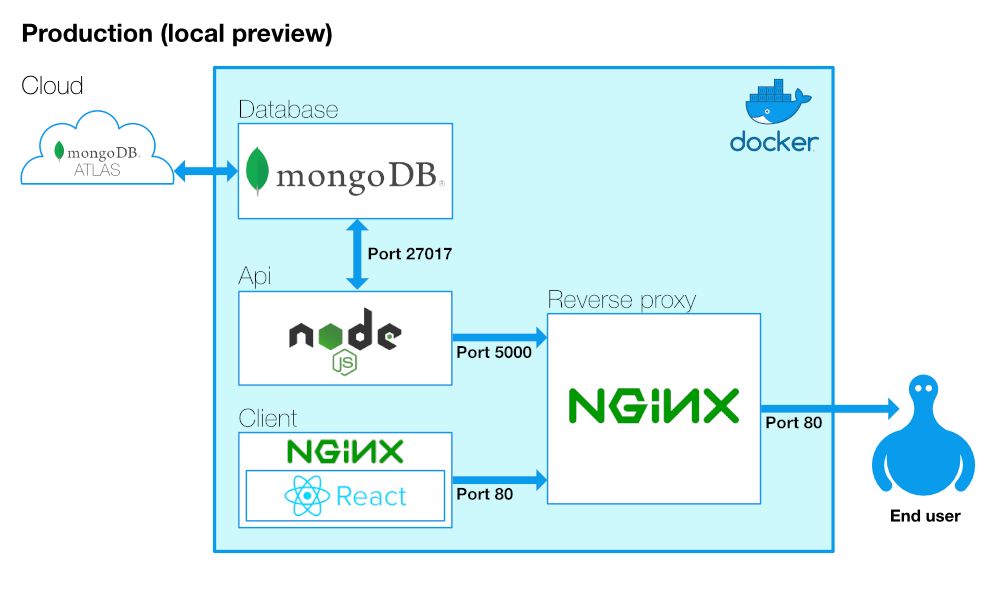 Production (local preview)
Cloud
mongoDB®
ATLAS
docker
Database
mongoDB®
Port 27017
Api
node
JS
Port 5000
Reverse proxy
NGiNX
Port 80
Client
NGiNX
React
Port 80
End user